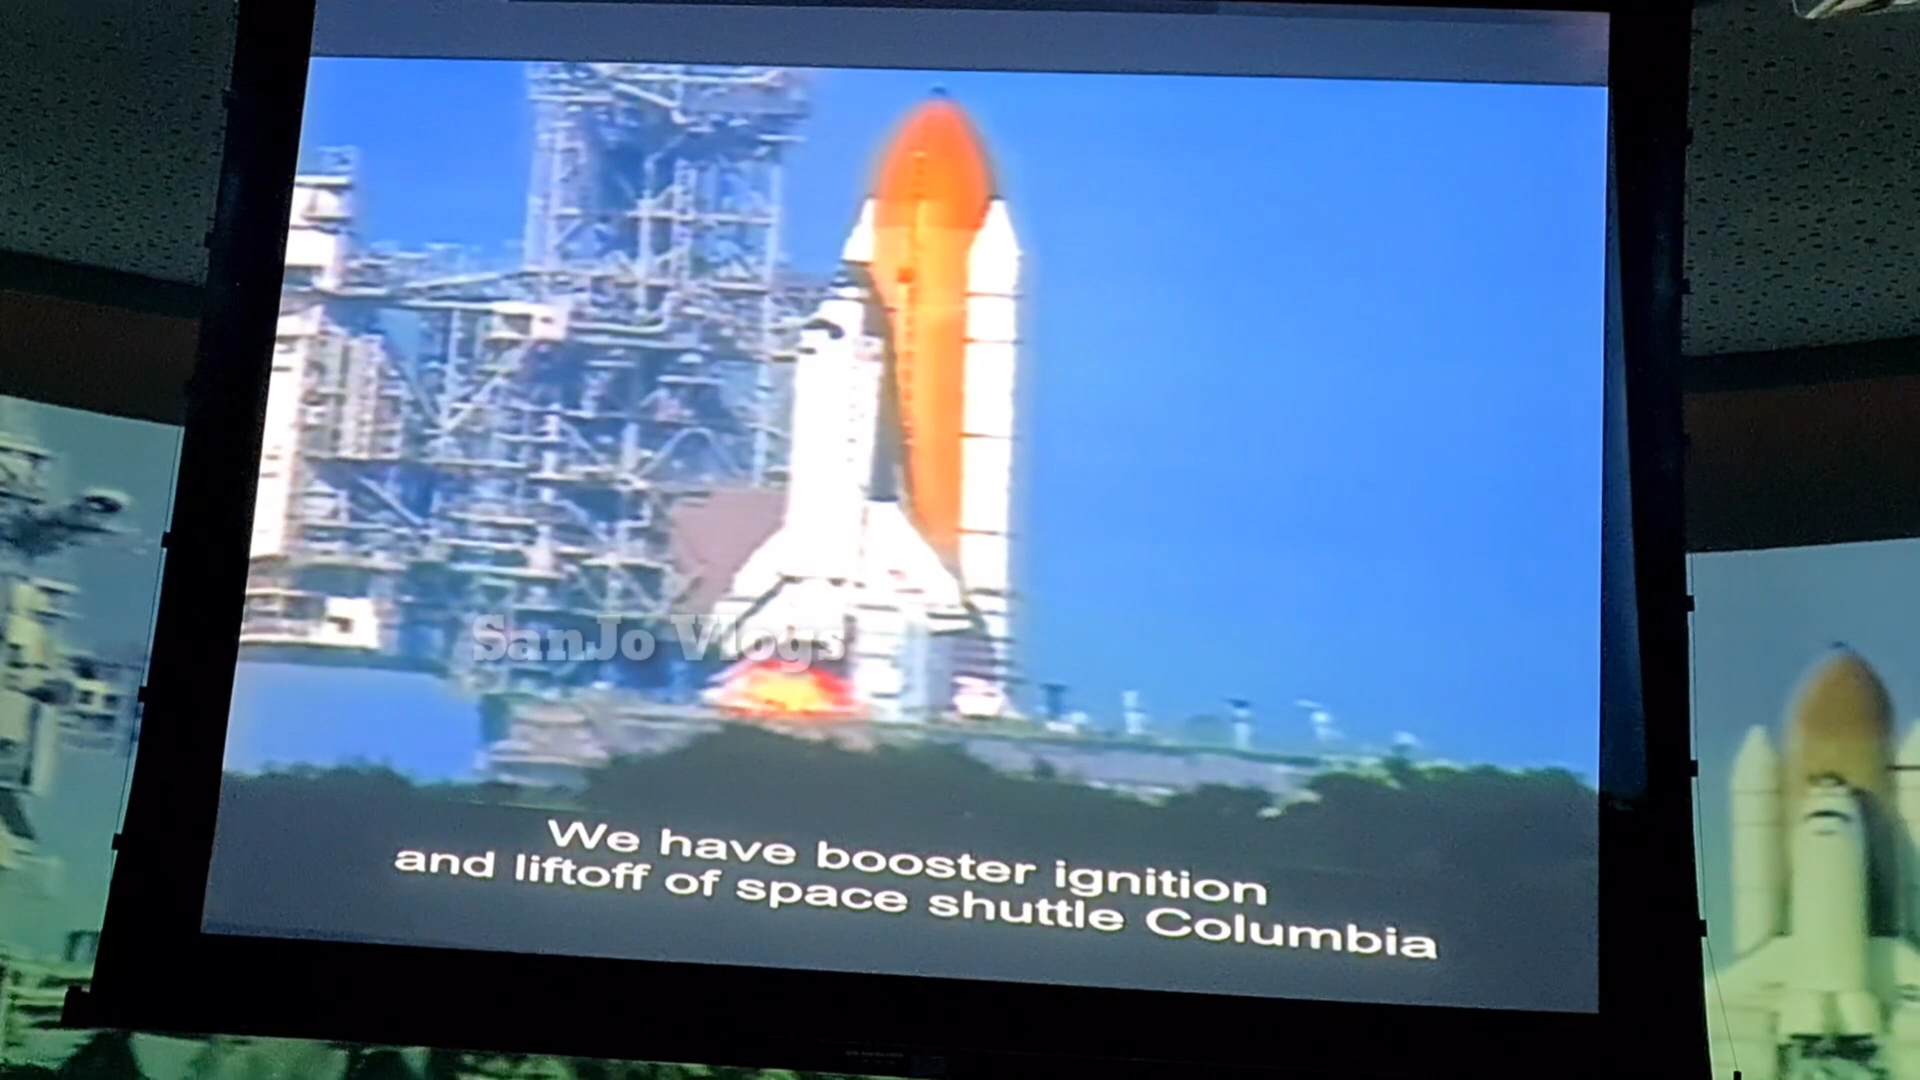 SanJo Vlogs
We have booster ignition
and liftoff of space shuttle Columbia